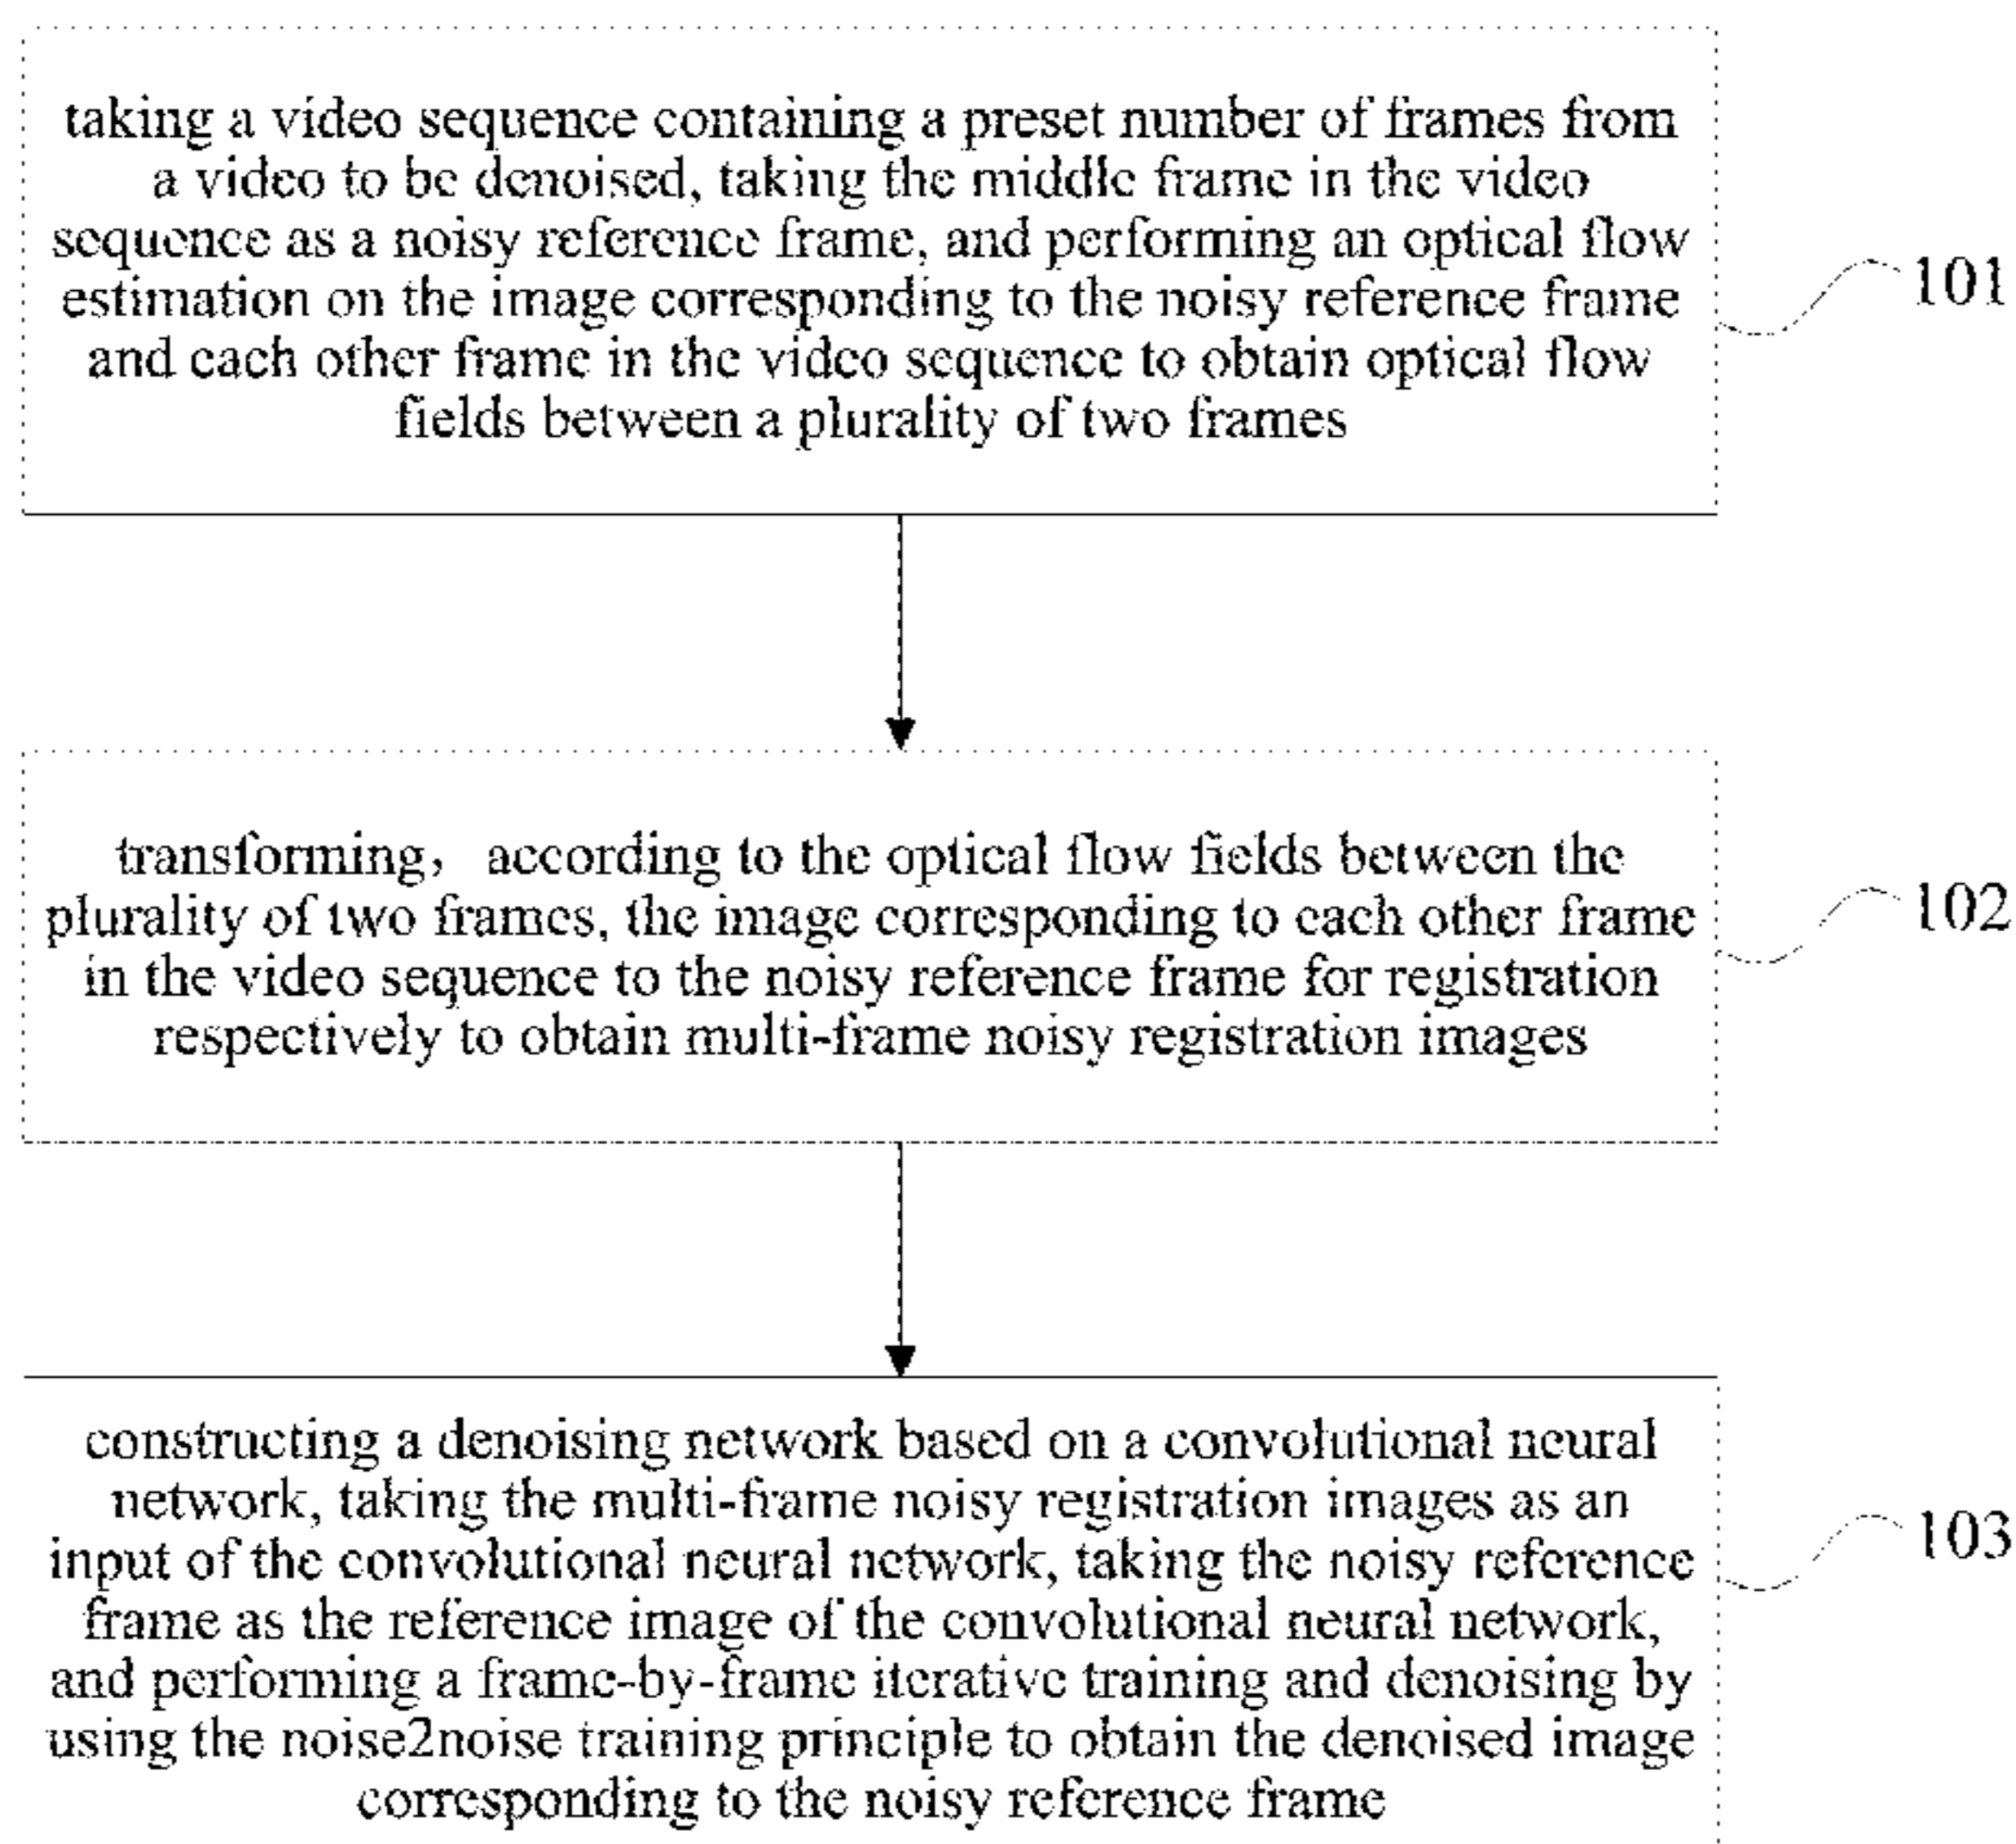 taking a video sequence containing a preset number of frames from
a video to be denoised, taking the middle frame in the video
sequence as a noisy reference frame, and performing an optical flow
estimation on the image corresponding to the noisy reference frame
and each other frame in the video sequence to obtain optical flow
fields between a plurality of two frames
101
transforming, according to the optical flow fields between the
plurality of two frames, the image corresponding to each other frame
in the video sequence to the noisy reference frame for registration
respectively to obtain multi-frame noisy registration images
102
constructing a denoising network based on a convolutional neural
network, taking the multi-frame noisy registration images as an
input of the convolutional neural network, taking the noisy reference
frame as the reference image of the convolutional neural network,
and performing a frame-by-frame iterative training and denoising by
using the noise2noise training principle to obtain the denoised image
corresponding to the noisy reference frame
103